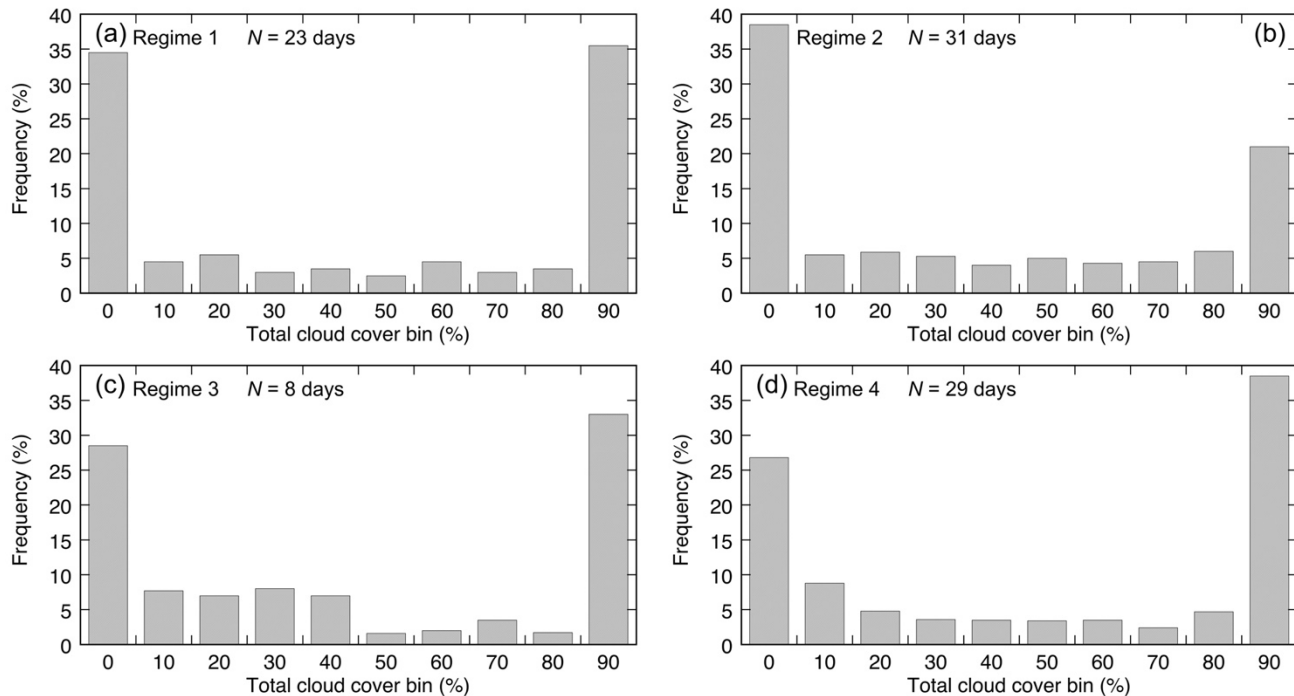 (a) Regime 1 N = 23 days
40
35
30
25
20
15
10
5
0
Frequency (%)
0 10 20 30 40 50 60 70 80 90
Total cloud cover bin (%)
Regime 2 N = 31 days (b)
40
35
30
25
20
15
10
5
0
Frequency (%)
0 10 20 30 40 50 60 70 80 90
Total cloud cover bin (%)
(c) Regime 3 N = 8 days
40
35
30
25
20
15
10
5
0
Frequency (%)
0 10 20 30 40 50 60 70 80 90
Total cloud cover bin (%)
(d) Regime 4 N = 29 days
40
35
30
25
20
15
10
5
0
Frequency (%)
0 10 20 30 40 50 60 70 80 90
Total cloud cover bin (%)